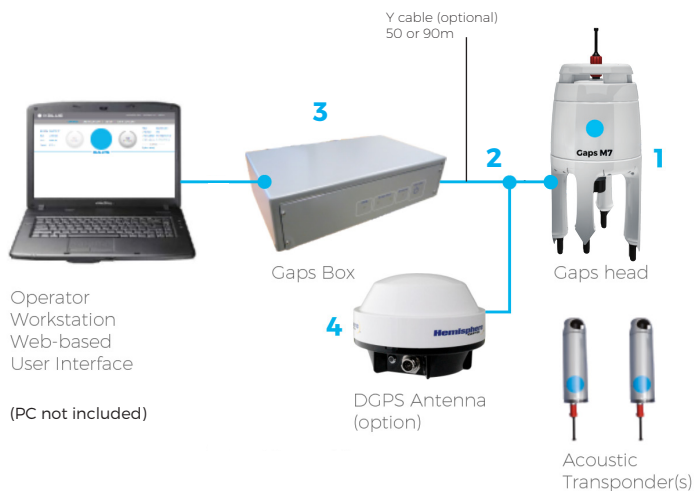 Y cable (optional)
50 or 90m
3
2
1
4
Gaps M7
Gaps Box
Gaps head
Hemisphere
Operator
Workstation
Web-based
User Interface
(PC not included)
DGPS Antenna
(option)
Acoustic
Transponder(s)